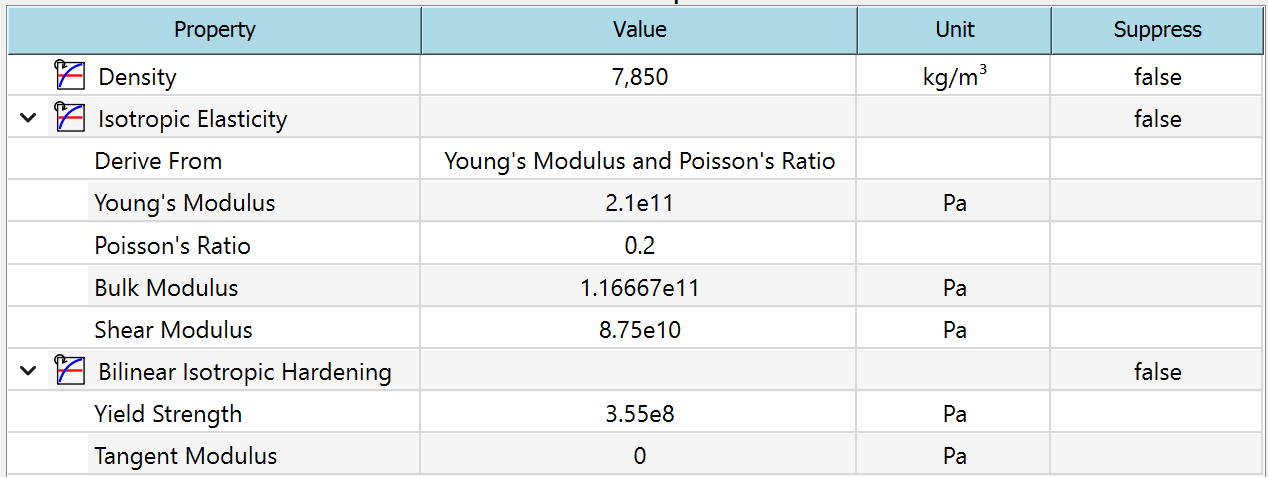 Property Value Unit Suppress
Density 7,850 kg/m³ false
Isotropic Elasticity false
Derive From Young's Modulus and Poisson's Ratio
Young's Modulus 2.1e11 Pa
Poisson's Ratio 0.2
Bulk Modulus 1.16667e11 Pa
Shear Modulus 8.75e10 Pa
Bilinear Isotropic Hardening false
Yield Strength 3.55e8 Pa
Tangent Modulus 0 Pa